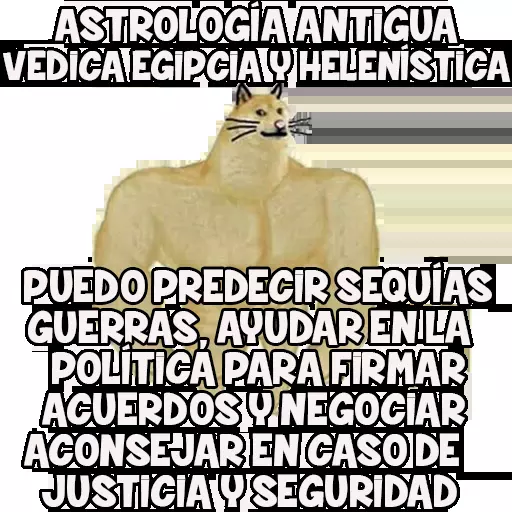 ASTROLOGÍA ANTIGUA
VEDICA EGIPCIA Y HELENÍSTICA
PUEDO PREDECIR SEQUÍAS
GUERRAS, AYUDAR EN LA
POLÍTICA PARA FIRMAR
ACUERDOS Y NEGOCIAR
ACONSEJAR EN CASO DE
JUSTICIA Y SEGURIDAD